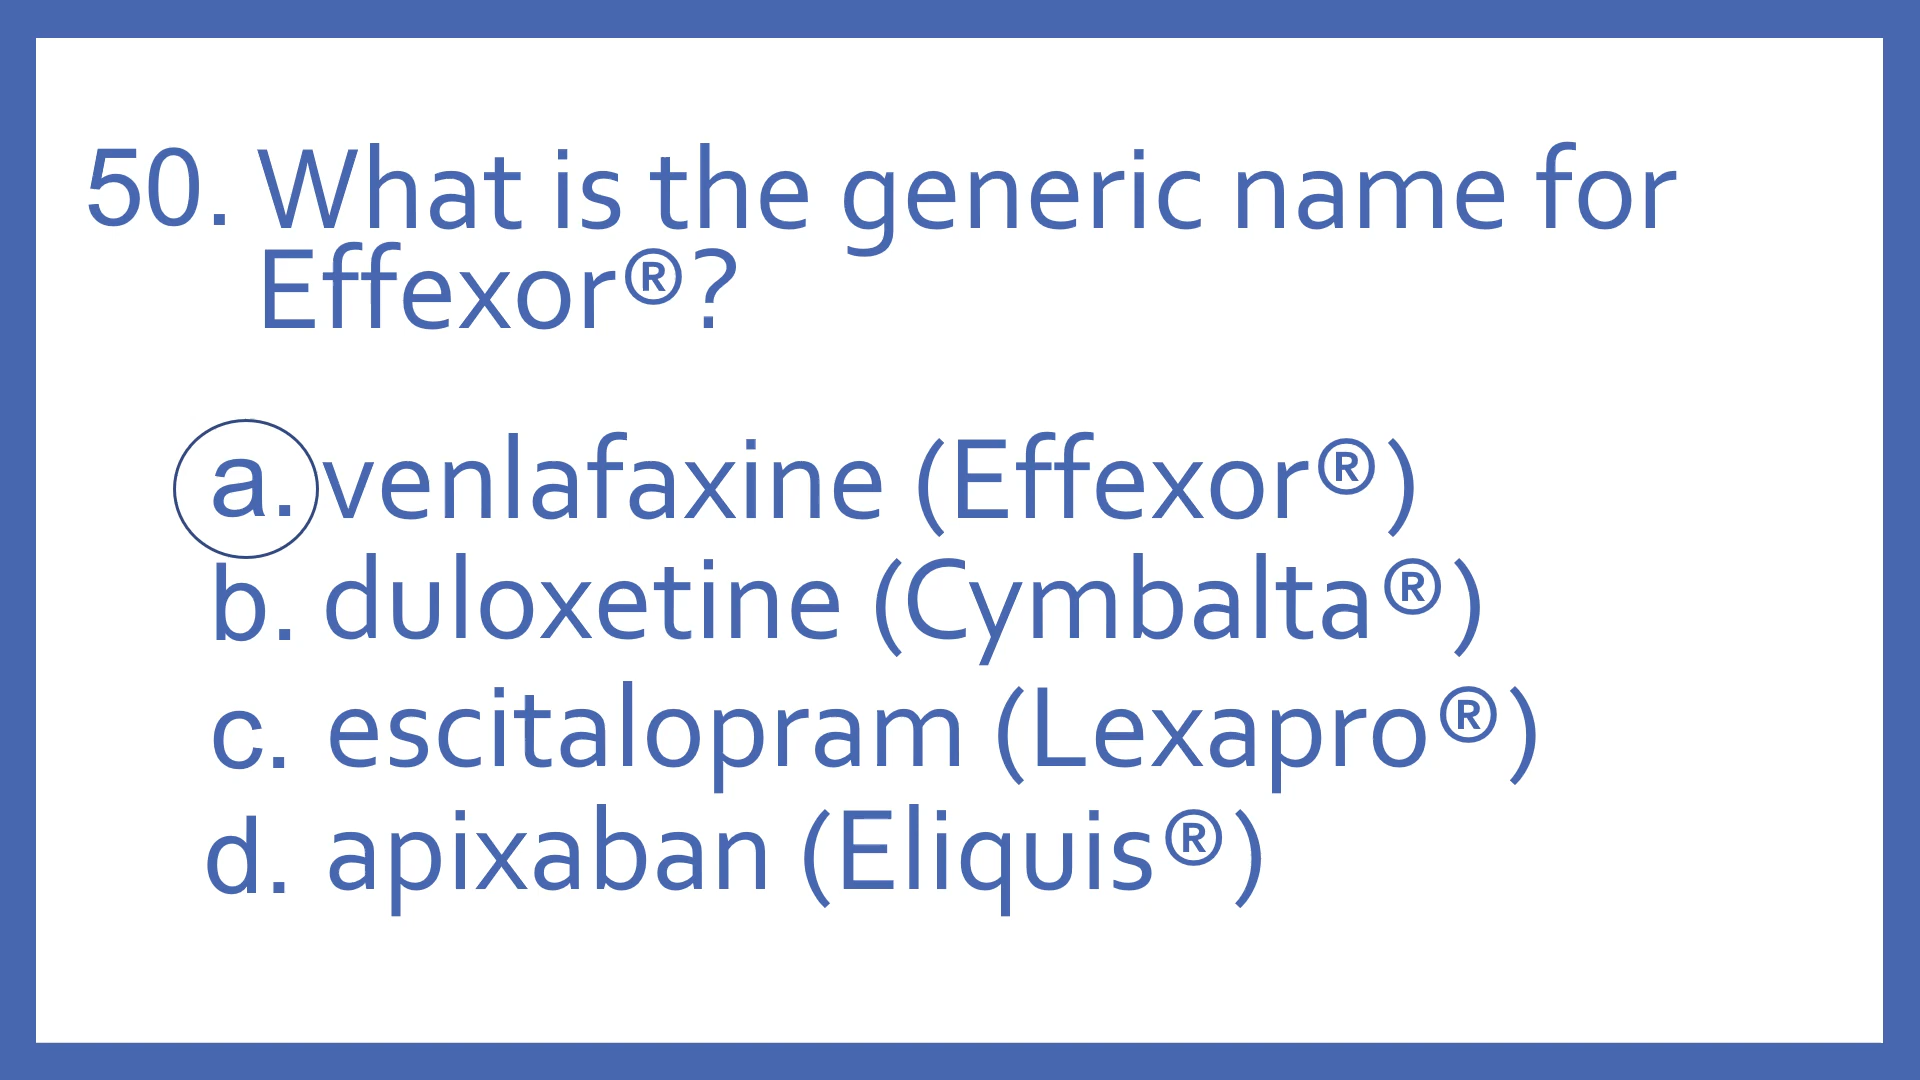 50. What is the generic name for
Effexor®?
a. venlafaxine (Effexor®)
b. duloxetine (Cymbalta®)
c. escitalopram (Lexapro®)
d. apixaban (Eliquis®)